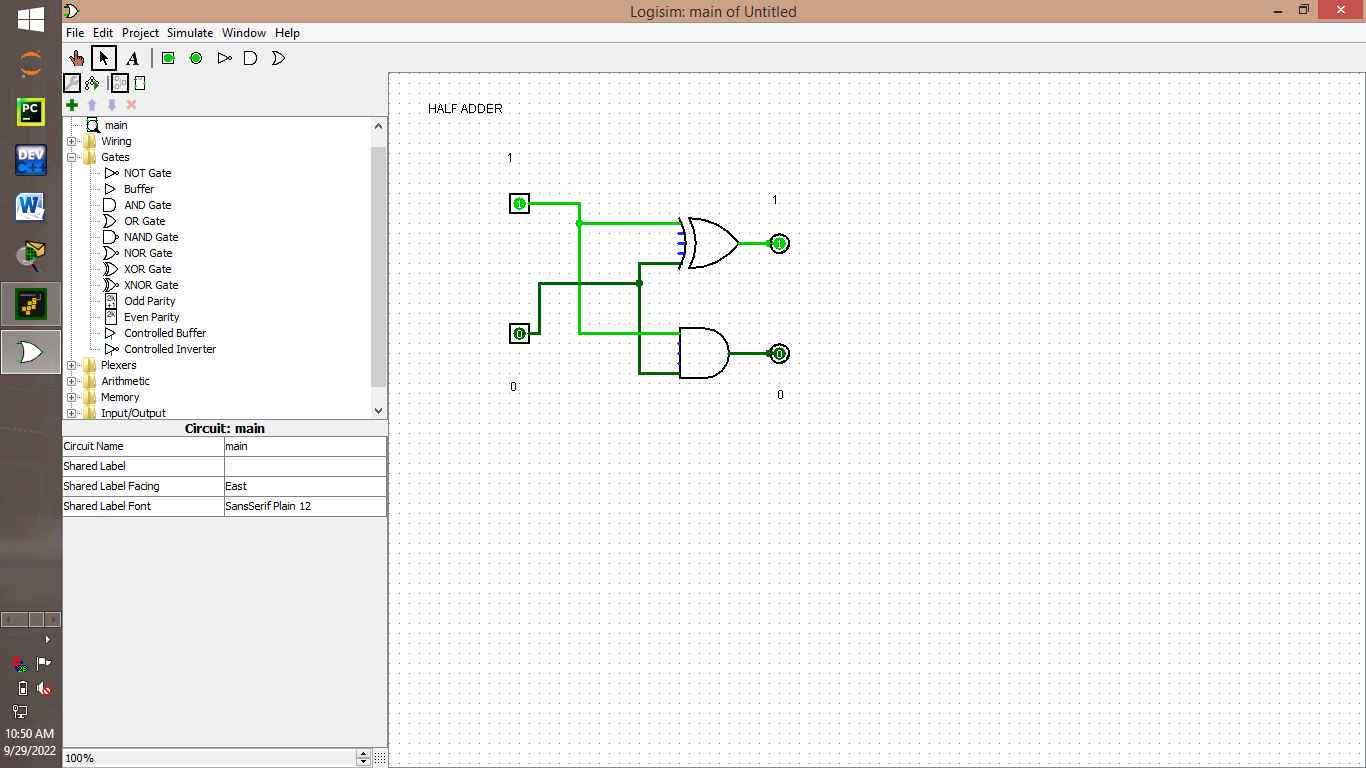 Logisim: main of Untitled
File Edit Project Simulate Window Help
A
PC
DEV
C++
W
main
Wiring
Gates
NOT Gate
Buffer
AND Gate
OR Gate
NAND Gate
NOR Gate
XOR Gate
XNOR Gate
Odd Parity
Even Parity
Controlled Buffer
Controlled Inverter
Plexers
Arithmetic
Memory
Input/Output
Circuit: main
Circuit Name main
Shared Label
Shared Label Facing East
Shared Label Font SansSerif Plain 12
100%
HALF ADDER
1
1
1
1
0
0
0
0
10:50 AM
9/29/2022